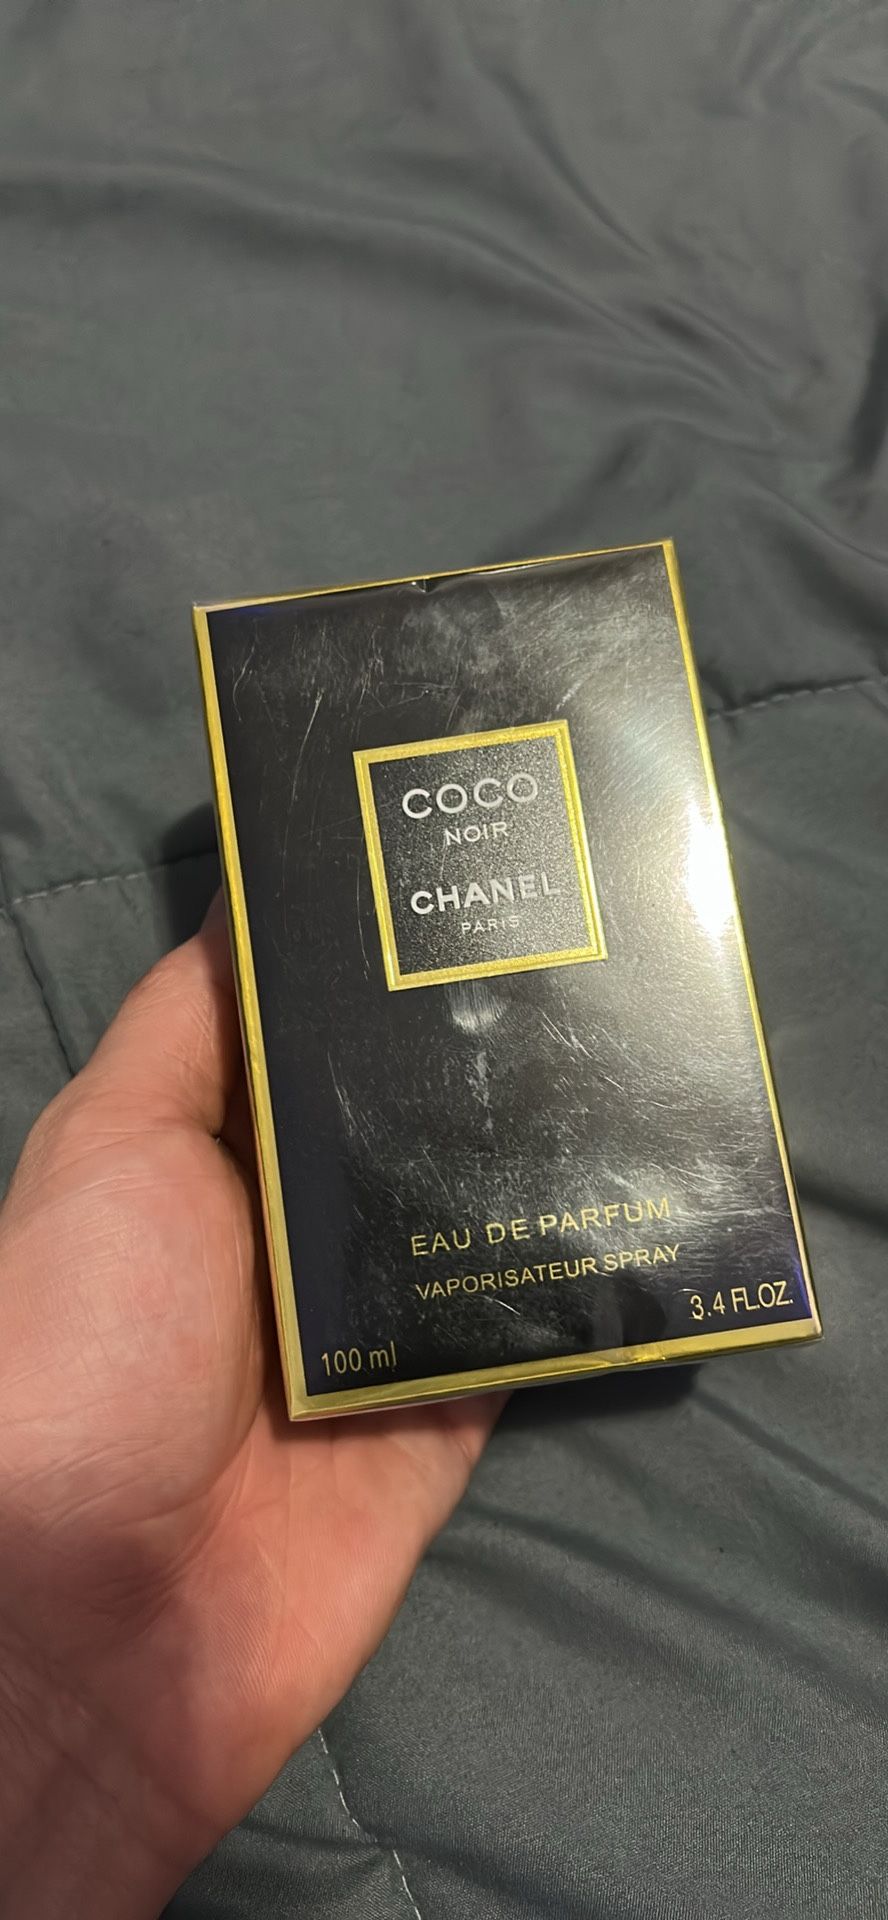 COCO
NOIR
CHANEL
PARIS
EAU DE PARFUM
VAPORISATEUR SPRAY
100 ml
3.4 FL.OZ.